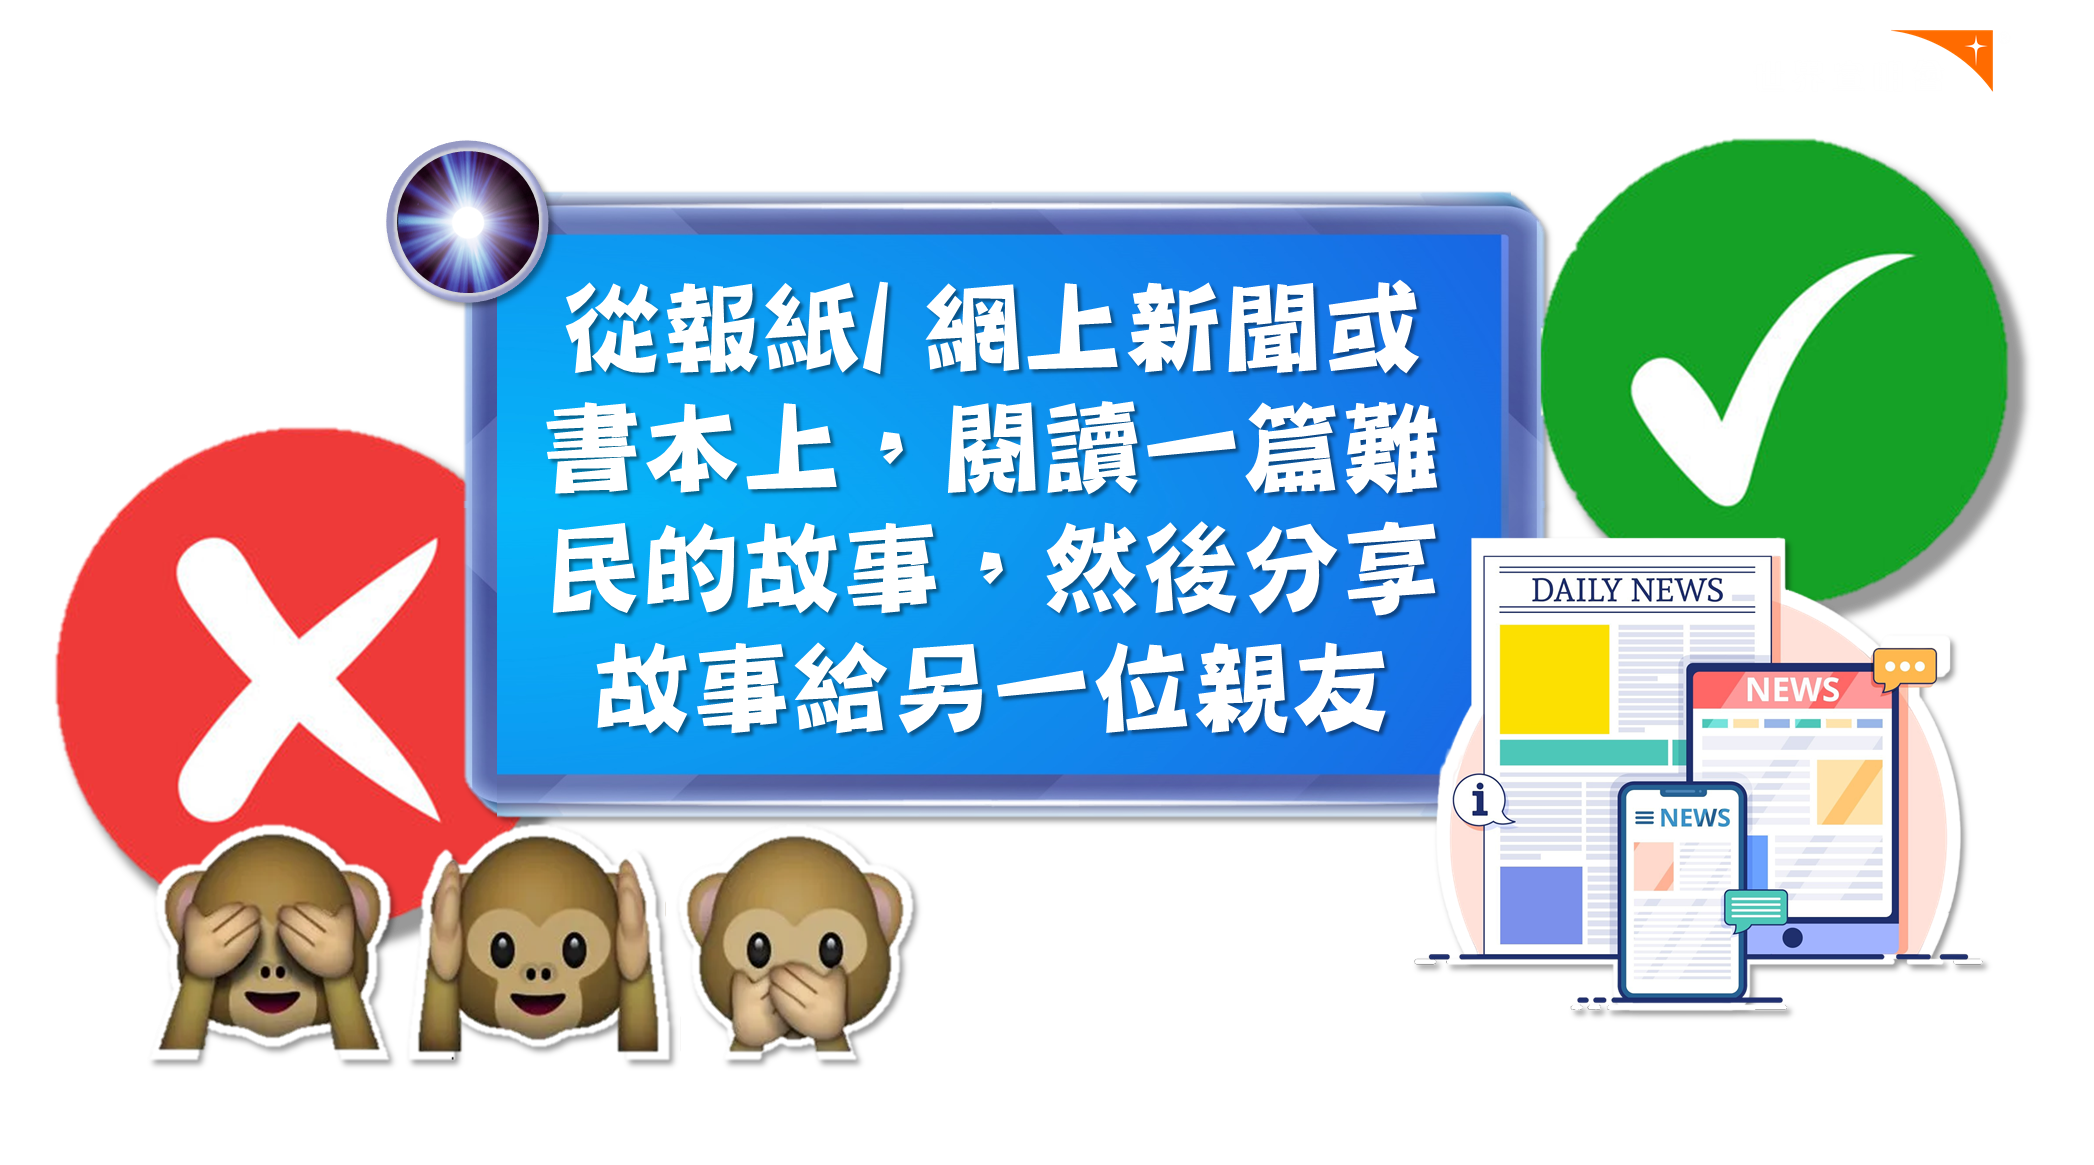 從報紙/ 網上新聞或
書本上，閱讀一篇難
民的故事，然後分享
故事給另一位親友
DAILY NEWS
NEWS
i
NEWS